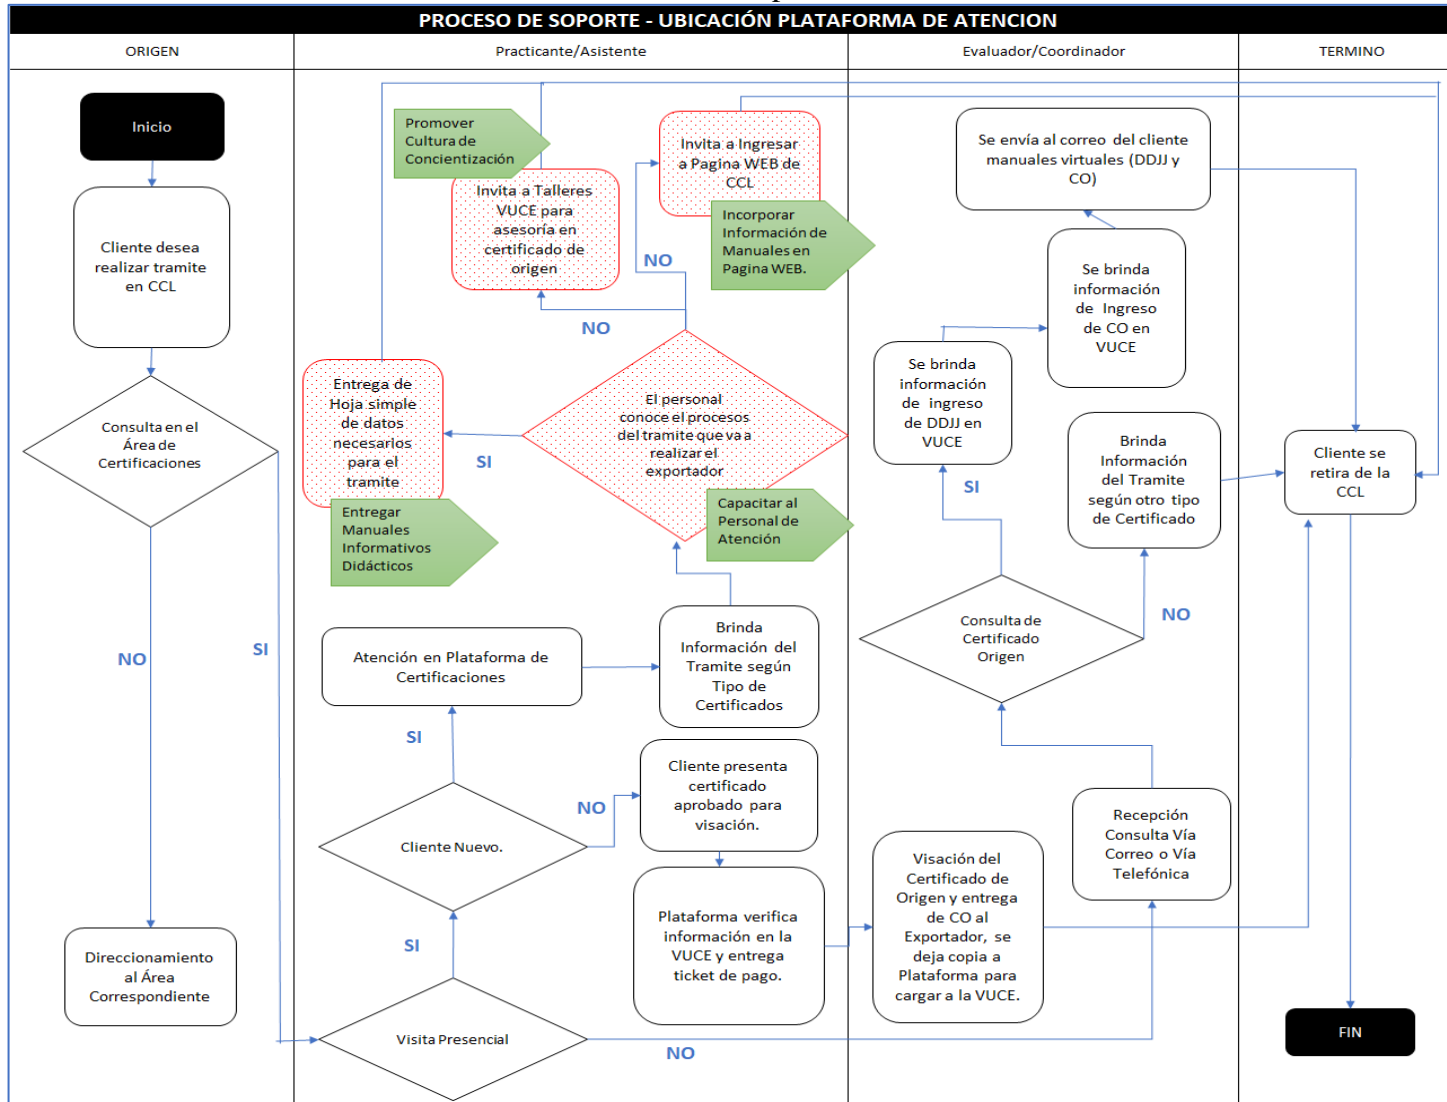 PROCESO DE SOPORTE - UBICACIÓN PLATAFORMA DE ATENCION
ORIGEN
Practicante/Asistente
Evaluador/Coordinador
TERMINO
Inicio
Cliente desea
realizar tramite
en CCL
Consulta en el
Área de
Certificaciones
NO
SI
Direccionamiento
al Área
Correspondiente
Promover
Cultura de
Concientización
Invita a Talleres
VUCE para
asesoría en
certificado de
origen
Invita a Ingresar
a Pagina WEB de
CCL
Incorporar
Información de
Manuales en
Pagina WEB.
NO
NO
Entrega de
Hoja simple
de datos
necesarios
para el
tramite
SI
El personal
conoce el procesos
del tramite que va a
realizar el
exportador
Entregar
Manuales
Informativos
Didácticos
Capacitar al
Personal de
Atención
Atención en Plataforma de
Certificaciones
Brinda
Información del
Tramite según
Tipo de
Certificados
SI
Cliente Nuevo.
NO
Cliente presenta
certificado
aprobado para
visación.
Plataforma verifica
información en la
VUCE y entrega
ticket de pago.
SI
Visita Presencial
NO
Se envía al correo del cliente
manuales virtuales (DDJJ y
CO)
Se brinda
información
de Ingreso
de CO en
VUCE
Se brinda
información
de ingreso
de DDJJ en
VUCE
Brinda
Información
del Tramite
según otro tipo
de Certificado
SI
NO
Consulta de
Certificado
Origen
Recepción
Consulta Vía
Correo o Vía
Telefónica
Visación del
Certificado de
Origen y entrega
de CO al
Exportador, se
deja copia a
Plataforma para
cargar a la VUCE.
Cliente se
retira de la
CCL
FIN